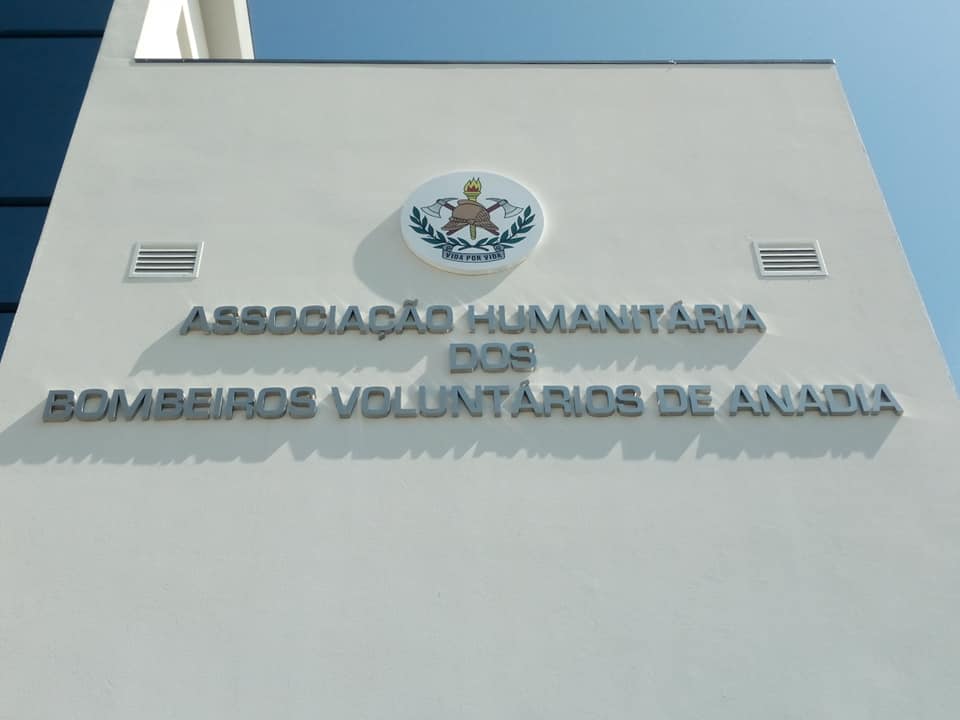 VIDA POR VIDA
ASSOCIAÇÃO HUMANITÁRIA
DOS
BOMBEIROS VOLUNTÁRIOS DE ANADIA